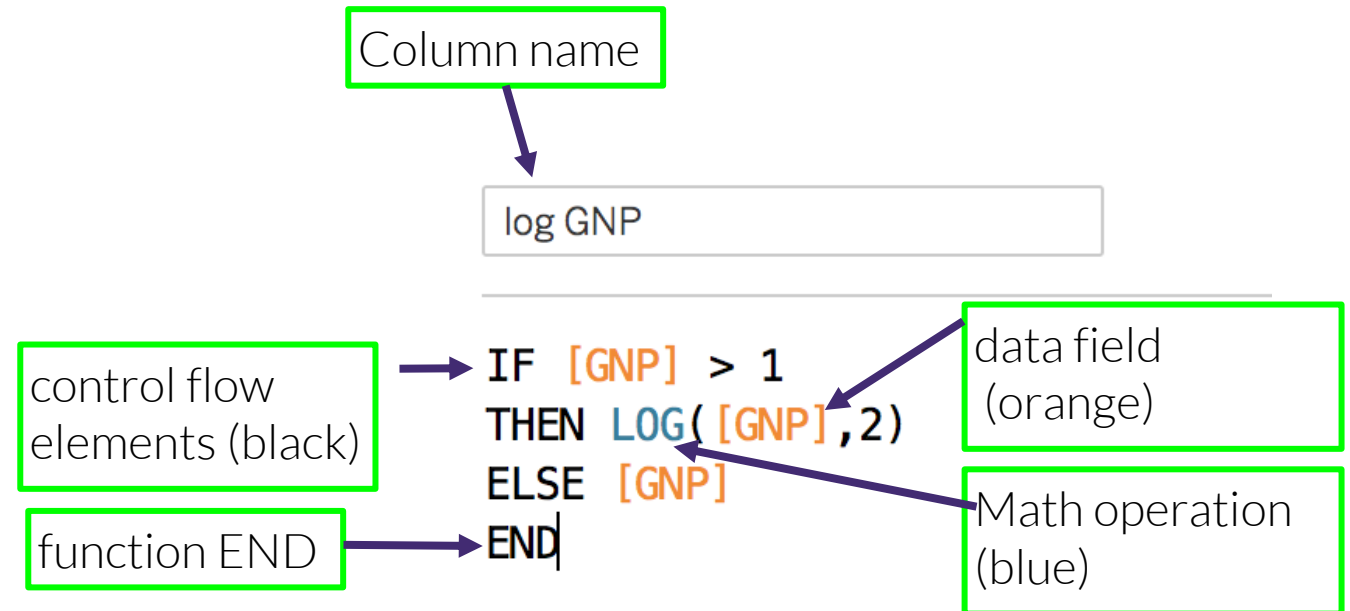 Column name
log GNP
control flow
elements (black)
IF [GNP] > 1
THEN LOG([GNP],2)
ELSE [GNP]
END
function END
data field
(orange)
Math operation
(blue)